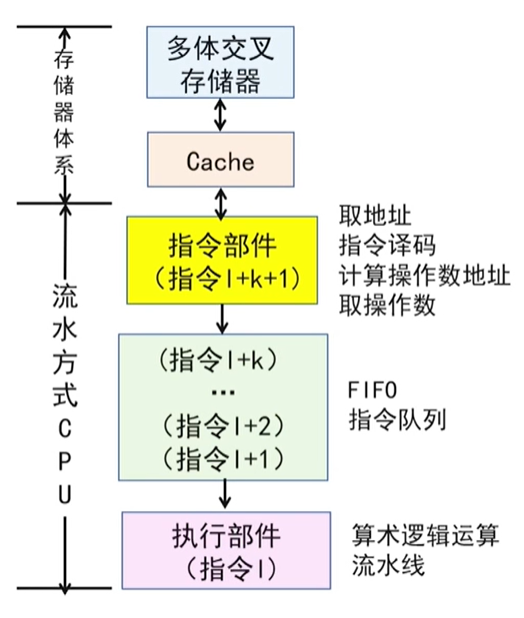 存储器体系
多体交叉
存储器
Cache
流水方式CPU
指令部件
(指令I+k+1)
取地址
指令译码
计算操作数地址
取操作数
(指令I+k)
…
(指令I+2)
(指令I+1)
FIFO
指令队列
执行部件
(指令I)
算术逻辑运算
流水线